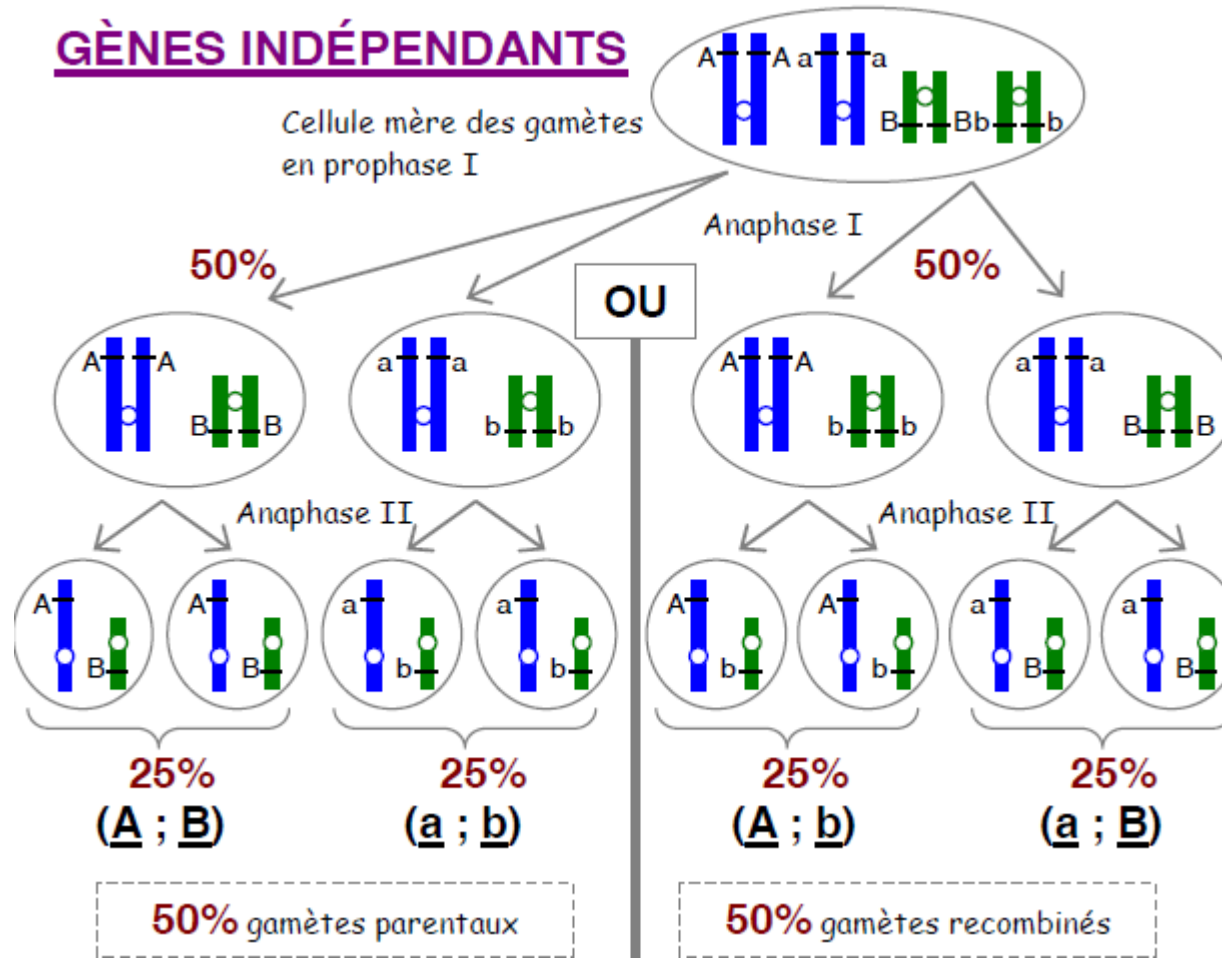 GÈNES INDÉPENDANTS
A A a a
B Bb b
Cellule mère des gamètes
en prophase I
Anaphase I
50% 50%
OU
A A a a A A a a
B B b b b b B B
Anaphase II Anaphase II
A A a a A A a a
B B b b b b B B
25% 25% 25% 25%
(A ; B) (a ; b) (A ; b) (a ; B)
50% gamètes parentaux 50% gamètes recombinés